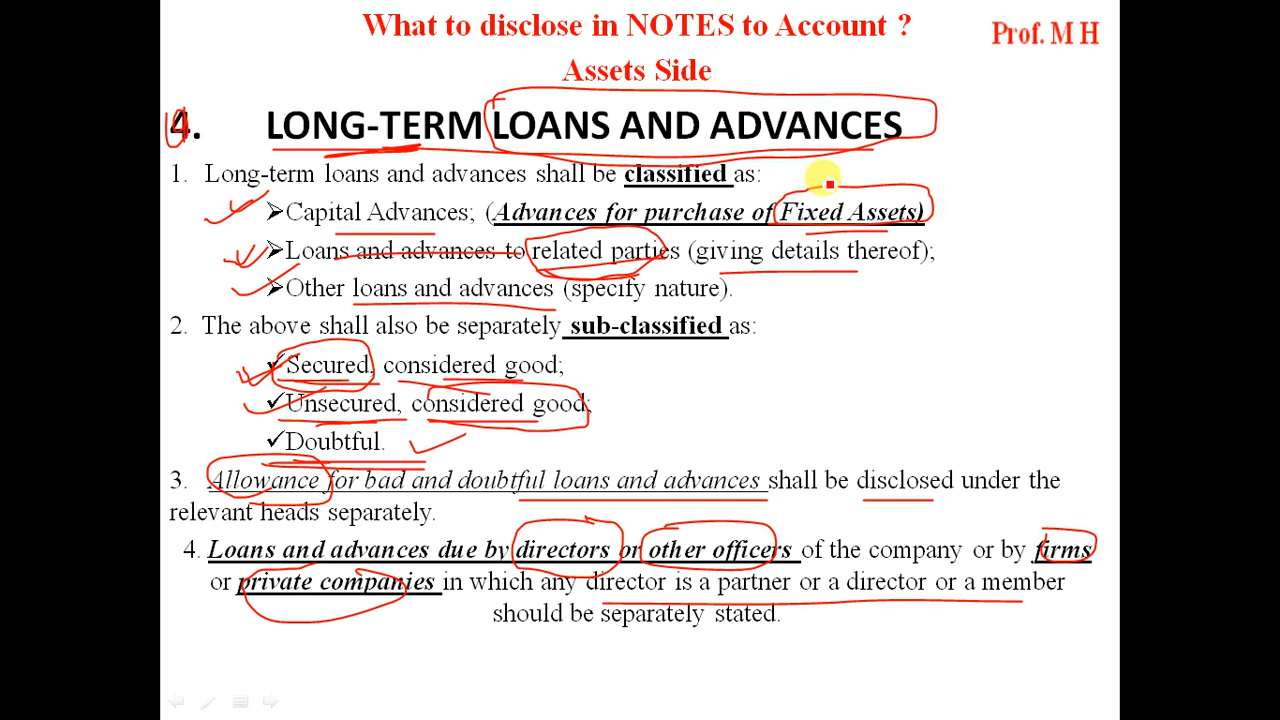 What to disclose in NOTES to Account ?
Prof. M H
Assets Side
4. LONG-TERM LOANS AND ADVANCES
1. Long-term loans and advances shall be classified as:
➢Capital Advances; (Advances for purchase of Fixed Assets)
➢Loans and advances to related parties (giving details thereof);
➢Other loans and advances (specify nature).
2. The above shall also be separately sub-classified as:
✓Secured, considered good;
✓Unsecured, considered good;
✓Doubtful.
3. Allowance for bad and doubtful loans and advances shall be disclosed under the
relevant heads separately.
4. Loans and advances due by directors or other officers of the company or by firms
or private companies in which any director is a partner or a director or a member
should be separately stated.